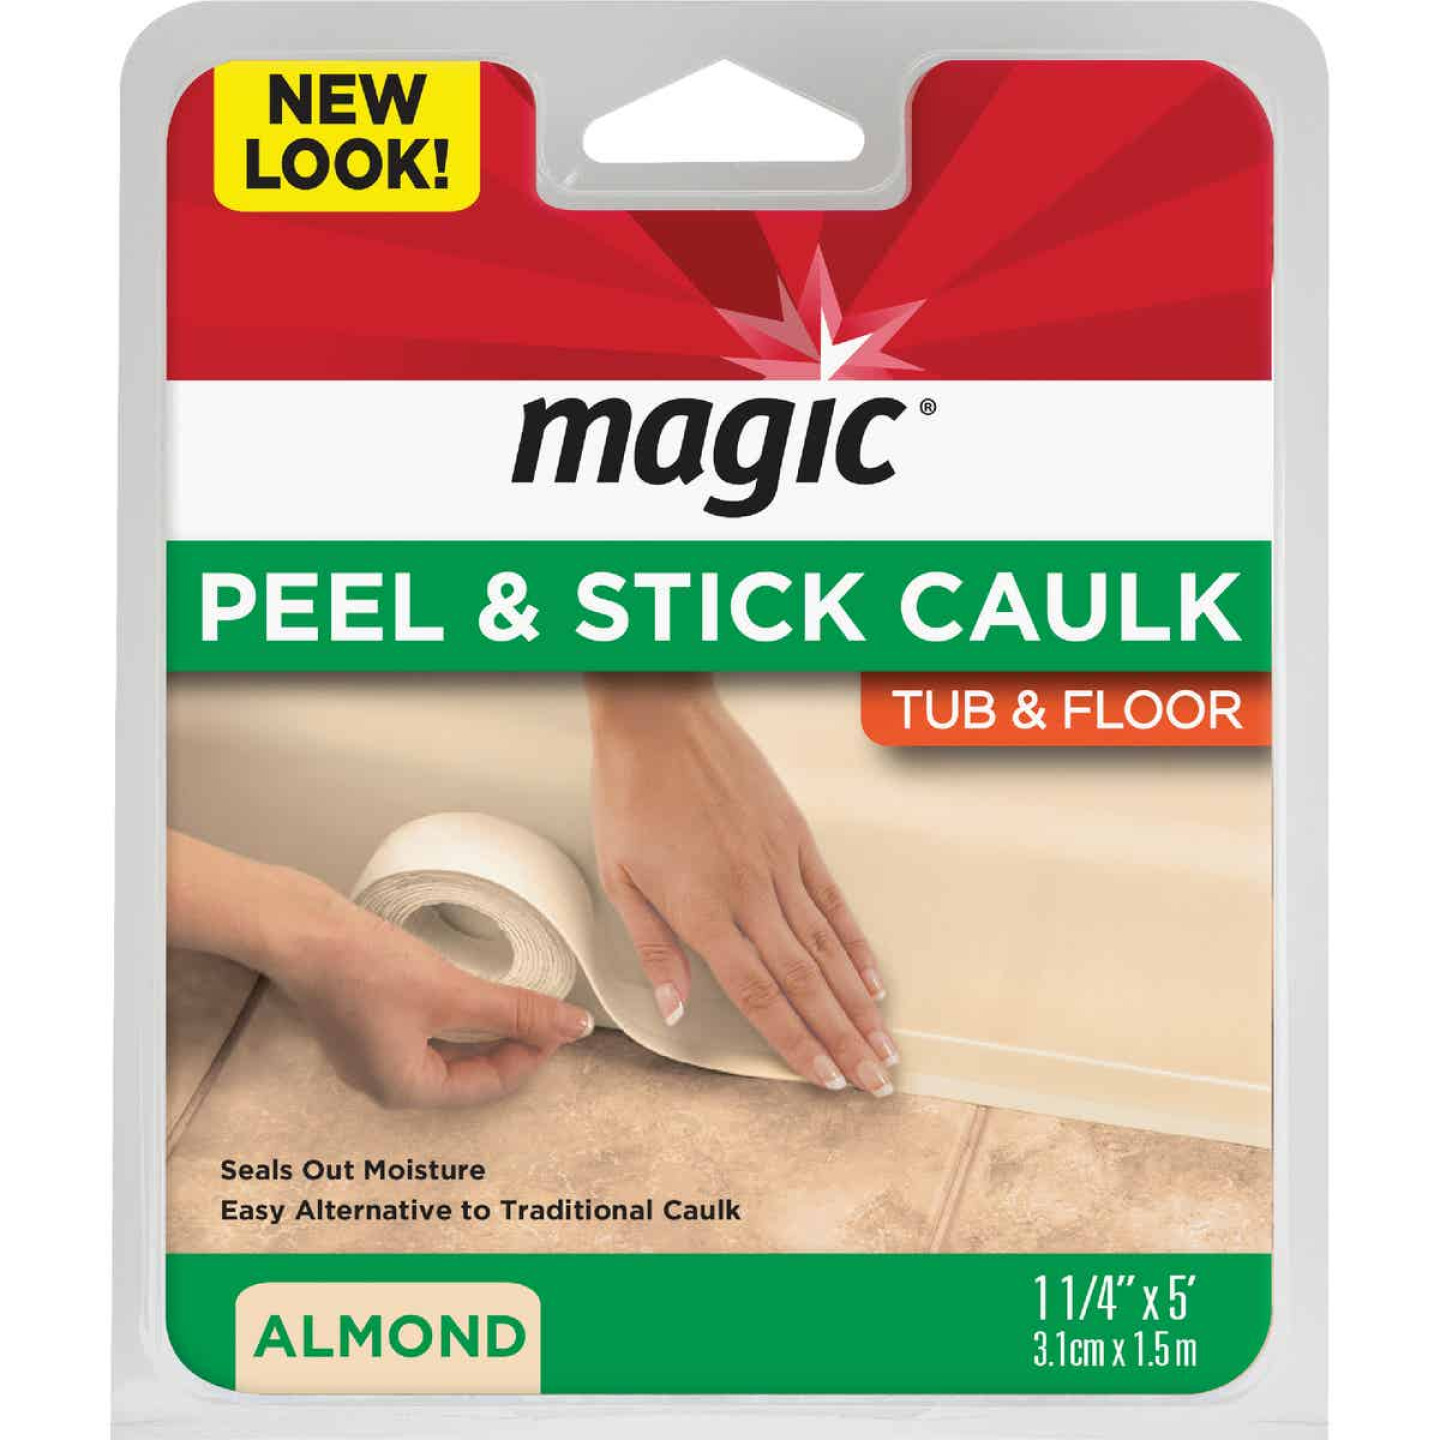 NEW
LOOK!
magic®
PEEL & STICK CAULK
TUB & FLOOR
Seals Out Moisture
Easy Alternative to Traditional Caulk
ALMOND
1 1/4″ x 5′
3.1cm x 1.5m